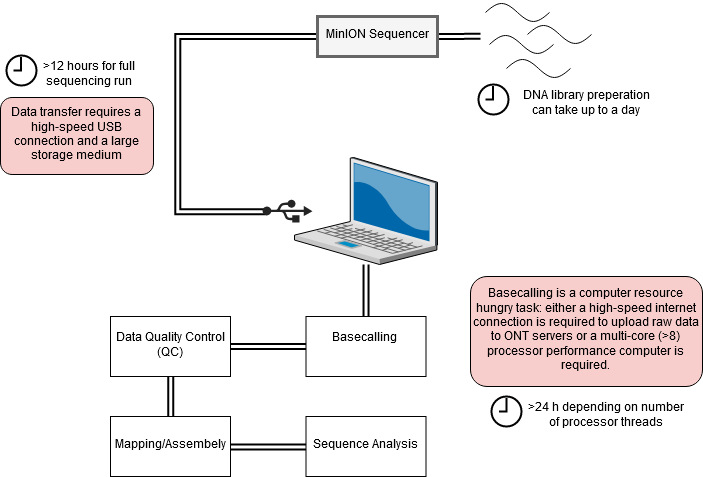 MinION Sequencer
>12 hours for full
sequencing run
DNA library preperation
can take up to a day
Data transfer requires a
high-speed USB
connection and a large
storage medium
Basecalling is a computer resource
hungry task: either a high-speed internet
connection is required to upload raw data
to ONT servers or a multi-core (>8)
processor performance computer is
required.
Data Quality Control
(QC)
Basecalling
>24 h depending on number
of processor threads
Mapping/Assembely
Sequence Analysis